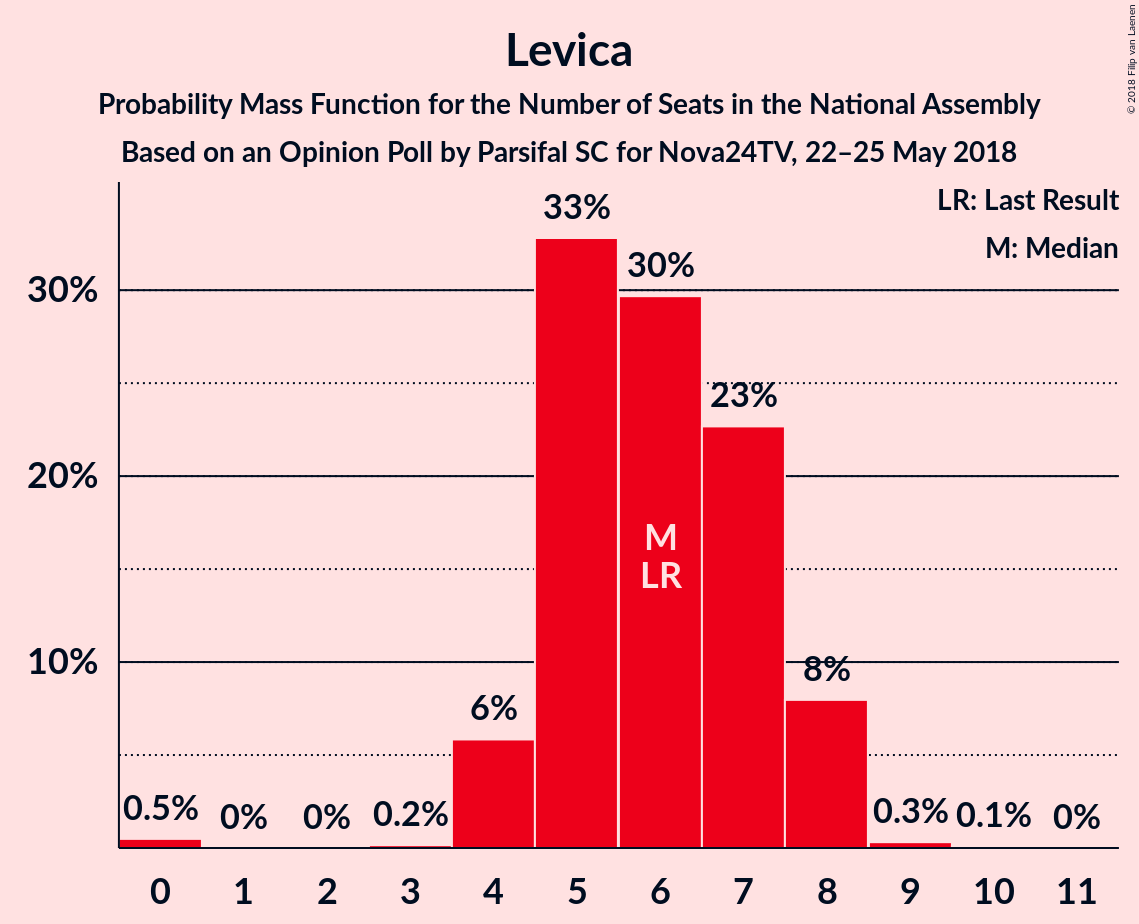 Levica
Probability Mass Function for the Number of Seats in the National Assembly
Based on an Opinion Poll by Parsifal SC for Nova24TV, 22–25 May 2018
© 2018 Filip van Laenen
LR: Last Result
M: Median
33%
30%
30%
23%
20%
M
LR
10%
8%
6%
0.5%
0%
0%
0.2%
0.3%
0.1%
0%
0 1 2 3 4 5 6 7 8 9 10 11